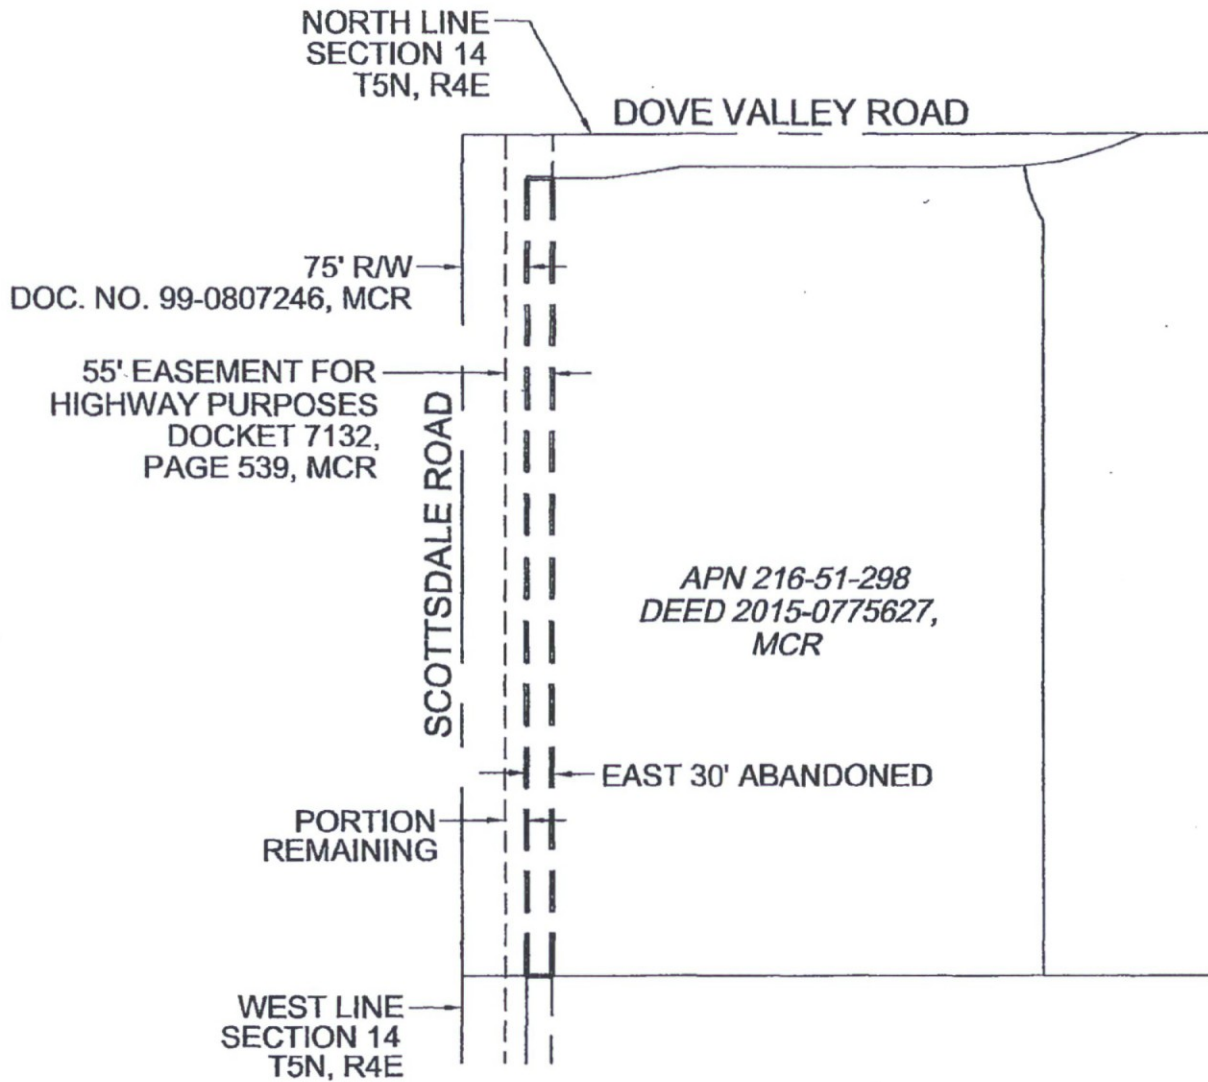 NORTH LINE
SECTION 14
T5N, R4E
DOVE VALLEY ROAD
75' R/W
DOC. NO. 99-0807246, MCR
55' EASEMENT FOR
HIGHWAY PURPOSES
DOCKET 7132,
PAGE 539, MCR
SCOTTSDALE ROAD
APN 216-51-298
DEED 2015-0775627,
MCR
EAST 30' ABANDONED
PORTION
REMAINING
WEST LINE
SECTION 14
T5N, R4E